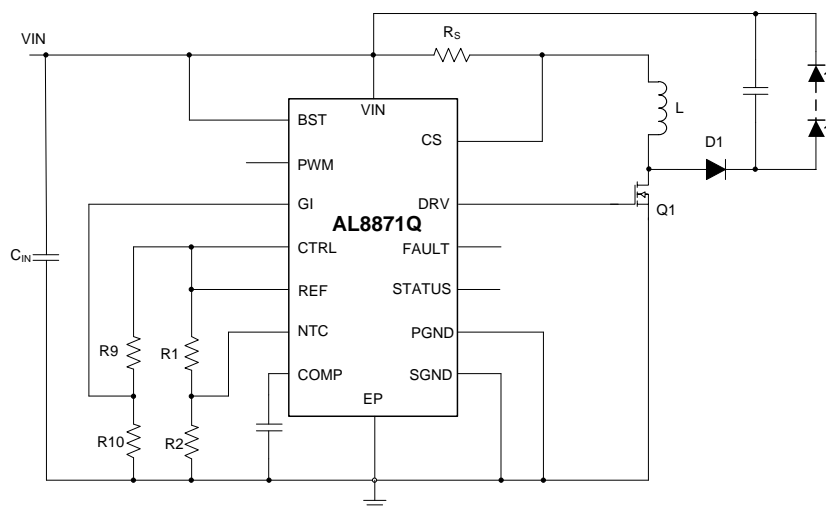 VIN
RS
VIN
BST
CS
L
PWM
D1
GI
DRV
Q1
AL8871Q
CTRL
FAULT
CIN
REF
STATUS
NTC
PGND
R9
R1
COMP
SGND
EP
R10
R2